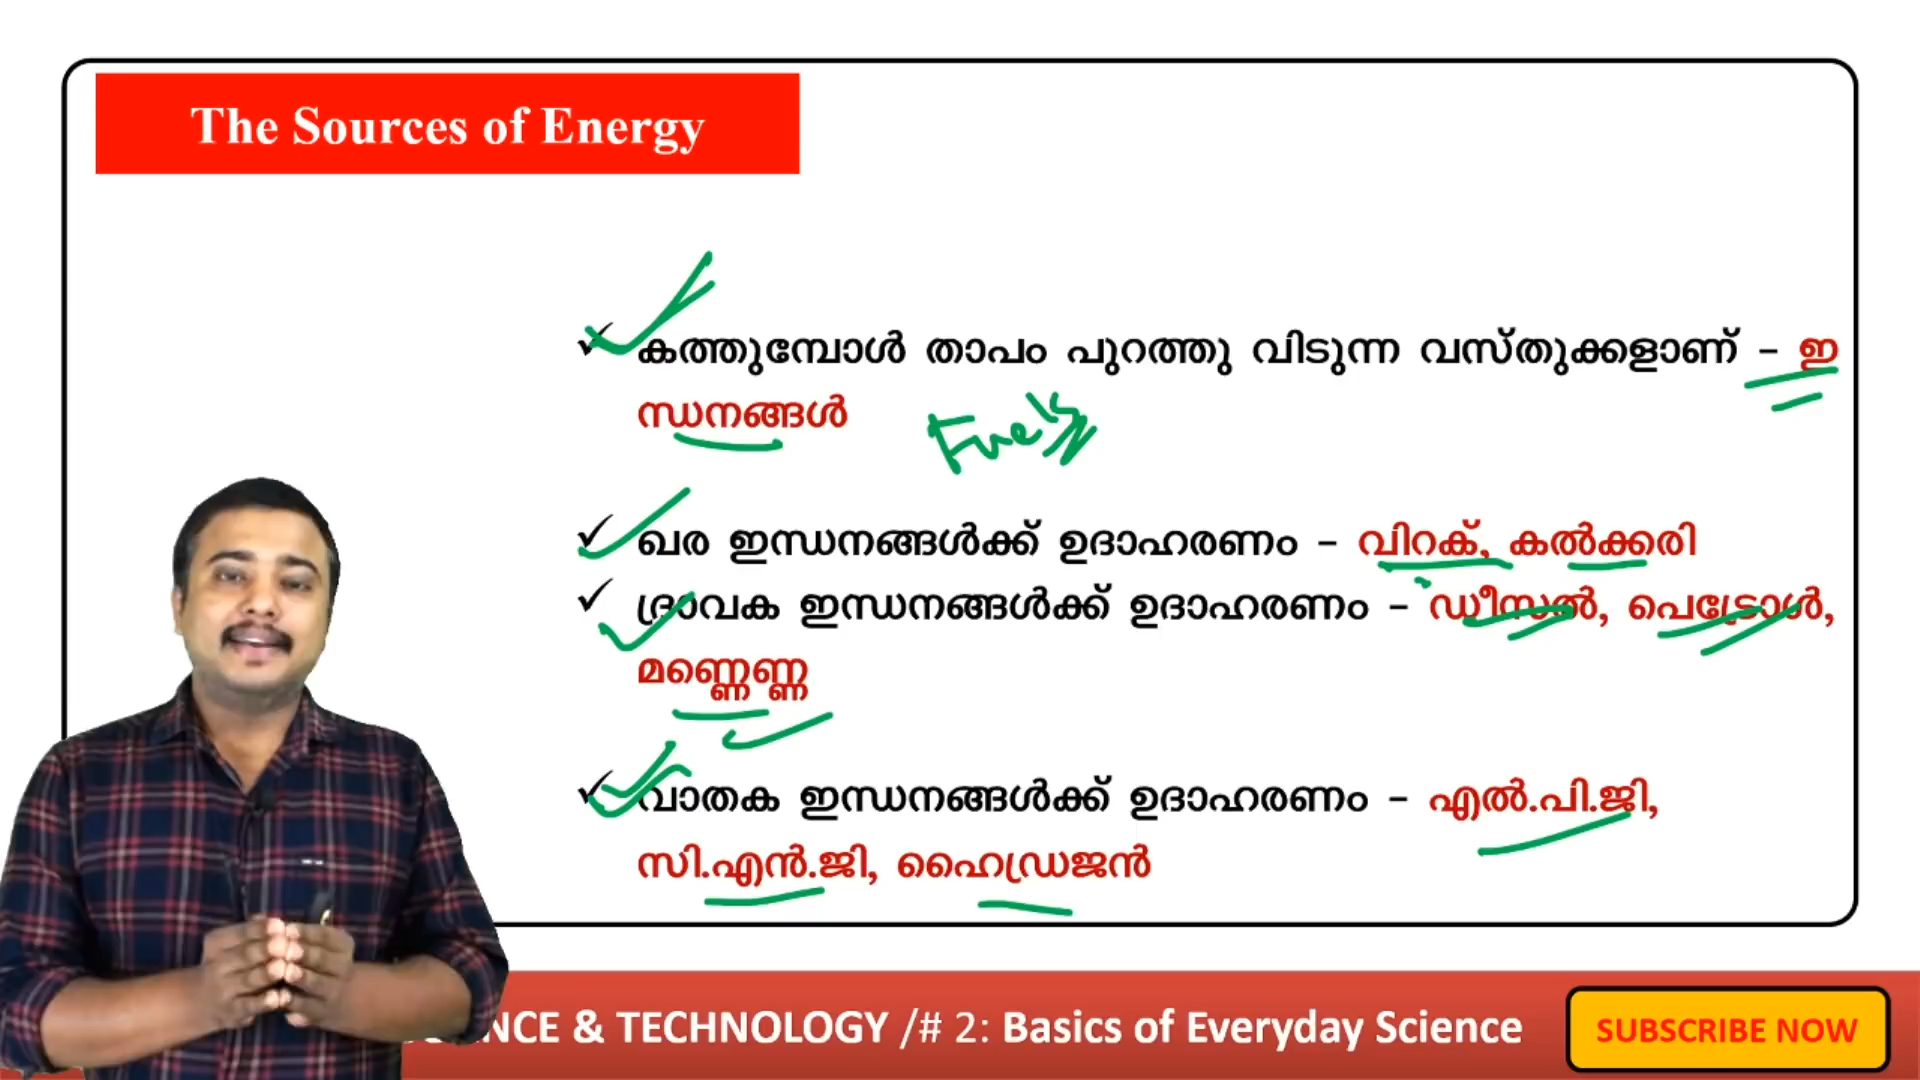 The Sources of Energy
കത്തുമ്പോൾ താപം പുറത്തു വിടുന്ന വസ്തുക്കളാണ് – ഇ
ന്ധനങ്ങൾ
Fuels
ഖര ഇന്ധനങ്ങൾക്ക് ഉദാഹരണം – വിറക്, കൽക്കരി
ദ്രാവക ഇന്ധനങ്ങൾക്ക് ഉദാഹരണം – ഡീസൽ, പെട്രോൾ,
മണ്ണെണ്ണ
വാതക ഇന്ധനങ്ങൾക്ക് ഉദാഹരണം – എൽ.പി.ജി,
സി.എൻ.ജി, ഹൈഡ്രജൻ
& TECHNOLOGY /# 2: Basics of Everyday Science
SUBSCRIBE NOW